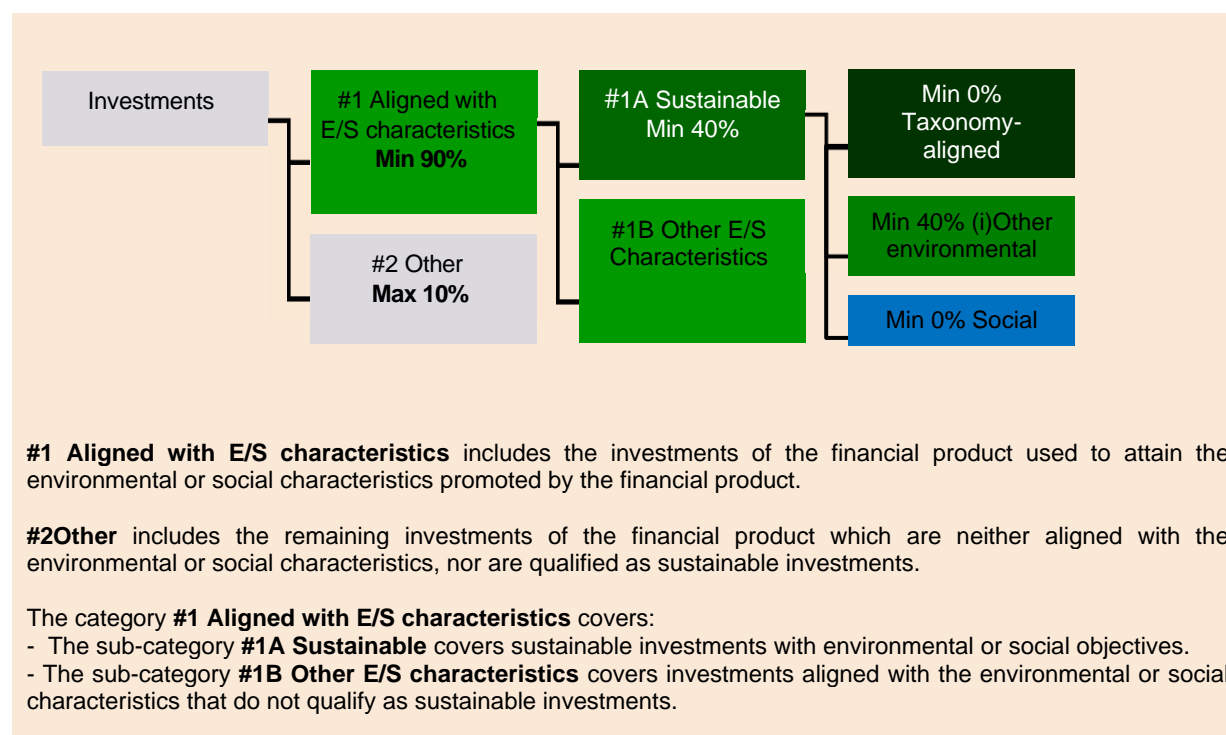 Investments
#1 Aligned with
E/S characteristics
Min 90%
#2 Other
Max 10%
#1A Sustainable
Min 40%
#1B Other E/S
Characteristics
Min 0%
Taxonomy-
aligned
Min 40% (i)Other
environmental
Min 0% Social
#1 Aligned with E/S characteristics includes the investments of the financial product used to attain the
environmental or social characteristics promoted by the financial product.
#2Other includes the remaining investments of the financial product which are neither aligned with the
environmental or social characteristics, nor are qualified as sustainable investments.
The category #1 Aligned with E/S characteristics covers:
- The sub-category #1A Sustainable covers sustainable investments with environmental or social objectives.
- The sub-category #1B Other E/S characteristics covers investments aligned with the environmental or social
characteristics that do not qualify as sustainable investments.